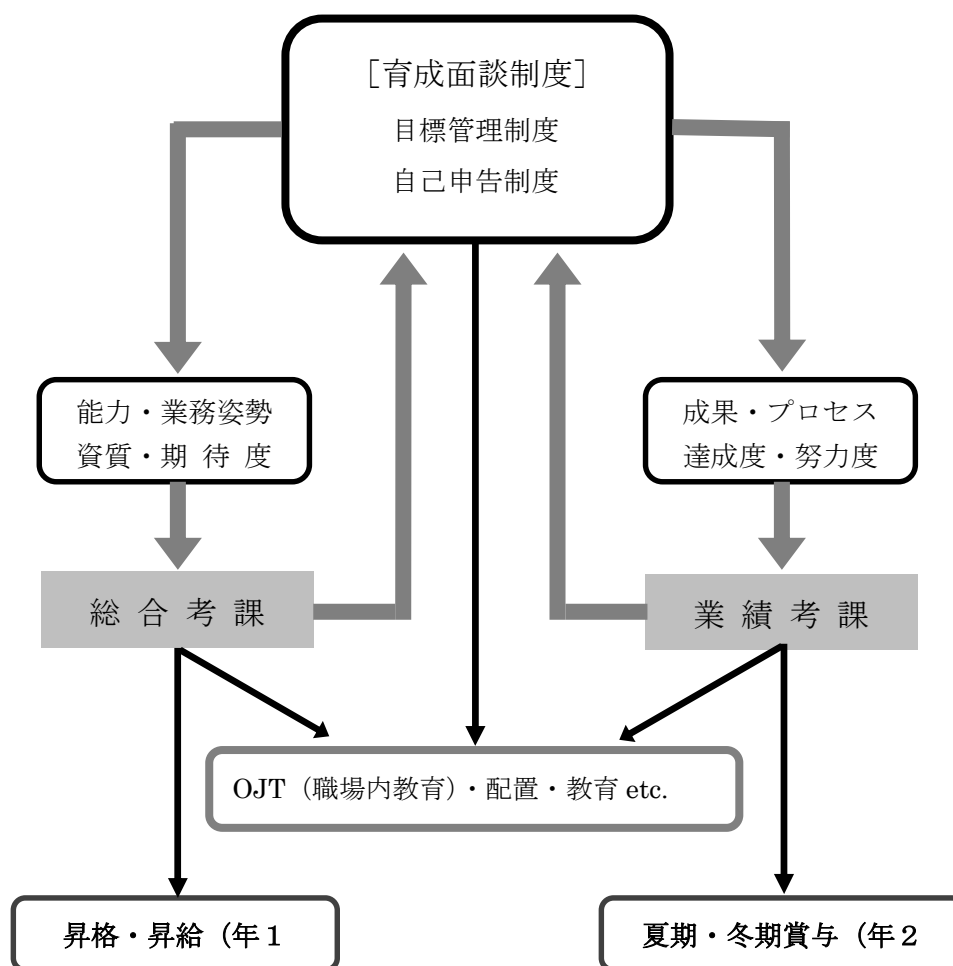 ［育成面談制度］
目標管理制度
自己申告制度
能力・業務姿勢
資質・期 待 度
成果・プロセス
達成度・努力度
総 合 考 課
業 績 考 課
OJT（職場内教育）・配置・教育 etc.
昇格・昇給（年１
夏期・冬期賞与（年２